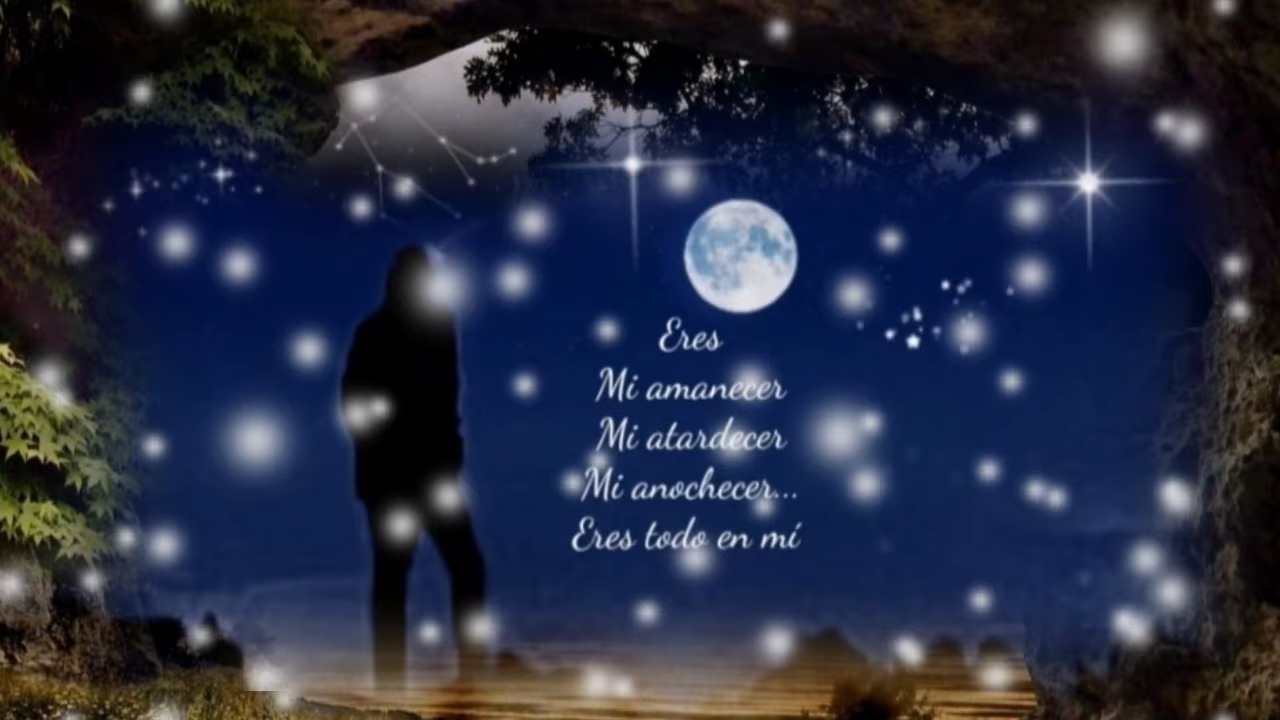 Eres
Mi amanecer
Mi atardecer
Mi anochecer...
Eres todo en mí